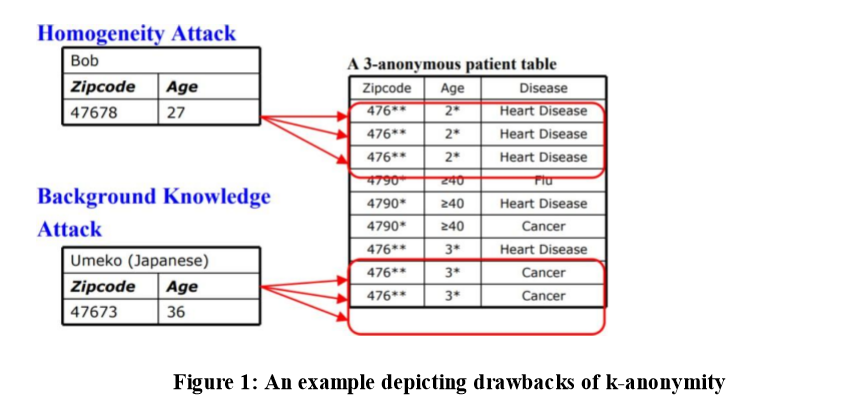 Homogeneity Attack
Bob
Zipcode Age
47678 27
Background Knowledge
Attack
Umeko (Japanese)
Zipcode Age
47673 36
A 3-anonymous patient table
Zipcode Age Disease
476** 2* Heart Disease
476** 2* Heart Disease
476** 2* Heart Disease
4790* ≥40 Flu
4790* ≥40 Heart Disease
4790* ≥40 Cancer
476** 3* Heart Disease
476** 3* Cancer
476** 3* Cancer
Figure 1: An example depicting drawbacks of k-anonymity